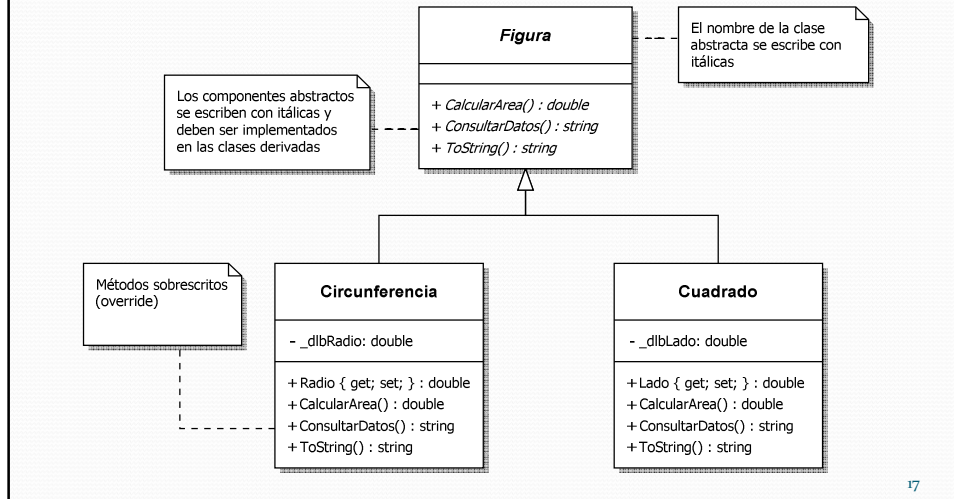 Figura
El nombre de la clase
abstracta se escribe con
itálicas
Los componentes abstractos
se escriben con itálicas y
deben ser implementados
en las clases derivadas
+ CalcularArea() : double
+ ConsultarDatos() : string
+ ToString() : string
Métodos sobrescritos
(override)
Circunferencia
- _dlbRadio: double
+ Radio { get; set; } : double
+ CalcularArea() : double
+ ConsultarDatos() : string
+ ToString() : string
Cuadrado
- _dlbLado: double
+ Lado { get; set; } : double
+ CalcularArea() : double
+ ConsultarDatos() : string
+ ToString() : string
17